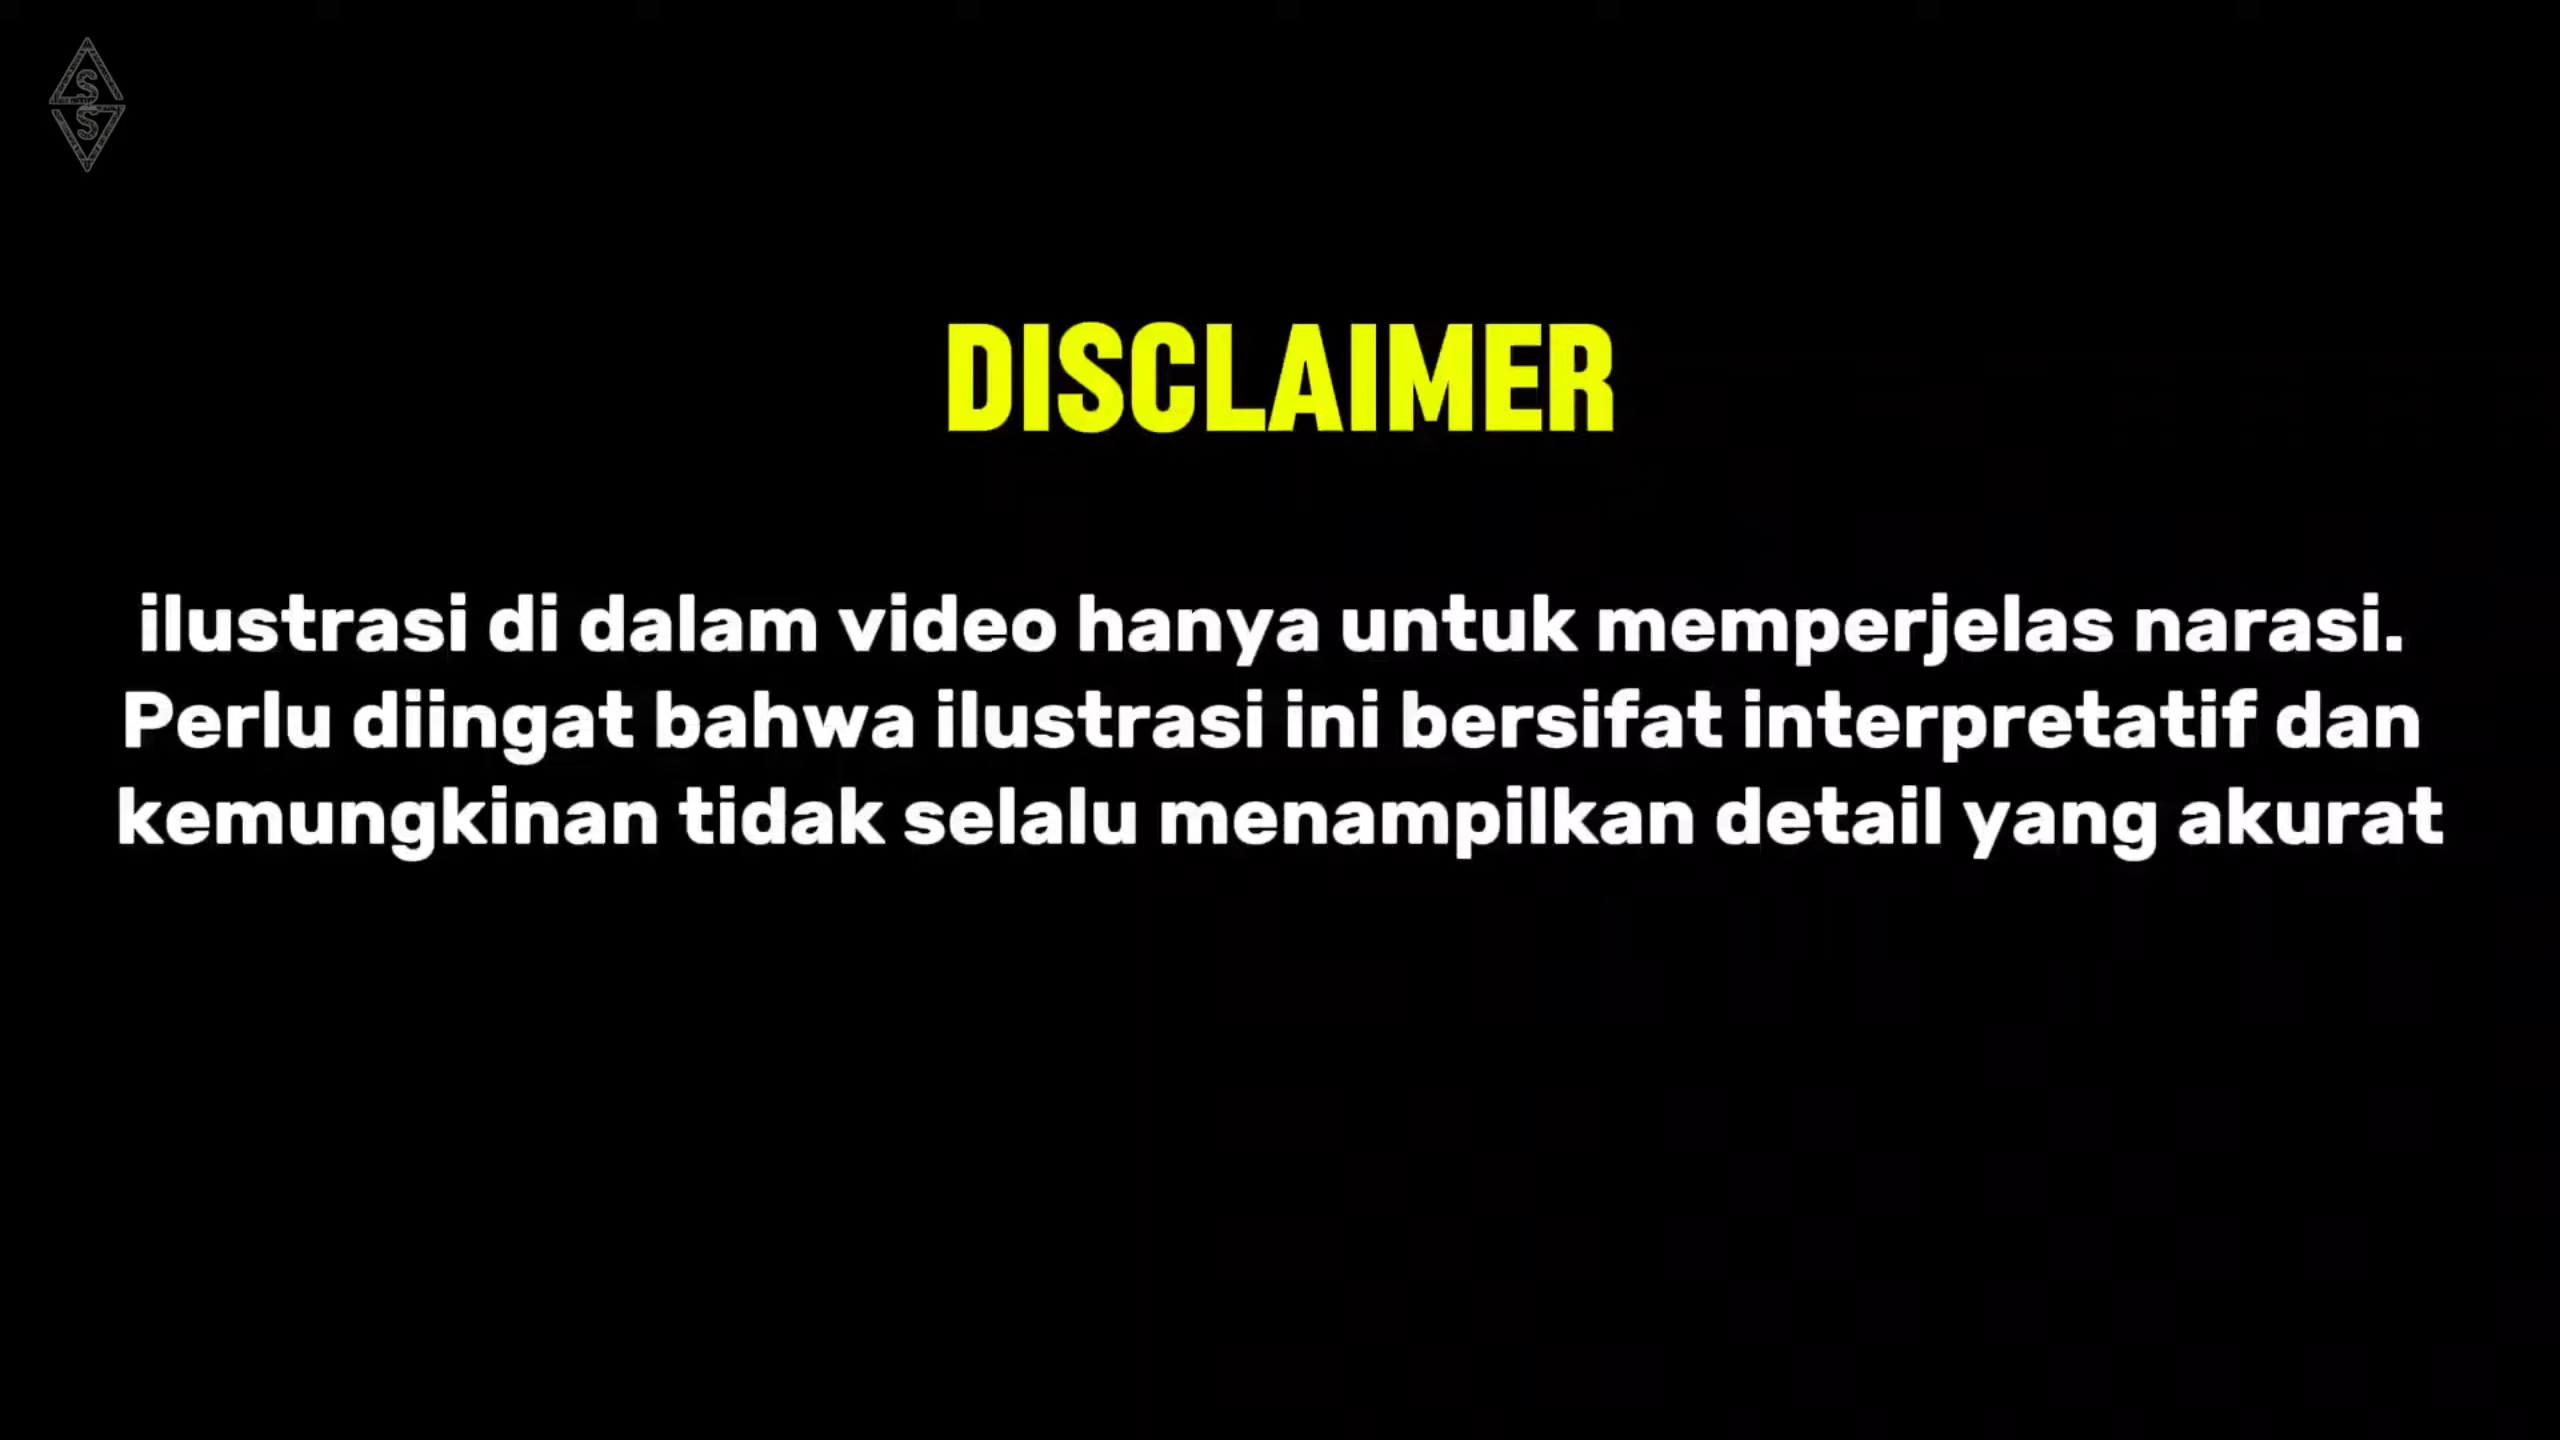 S
S
DISCLAIMER
ilustrasi di dalam video hanya untuk memperjelas narasi.
Perlu diingat bahwa ilustrasi ini bersifat interpretatif dan
kemungkinan tidak selalu menampilkan detail yang akurat